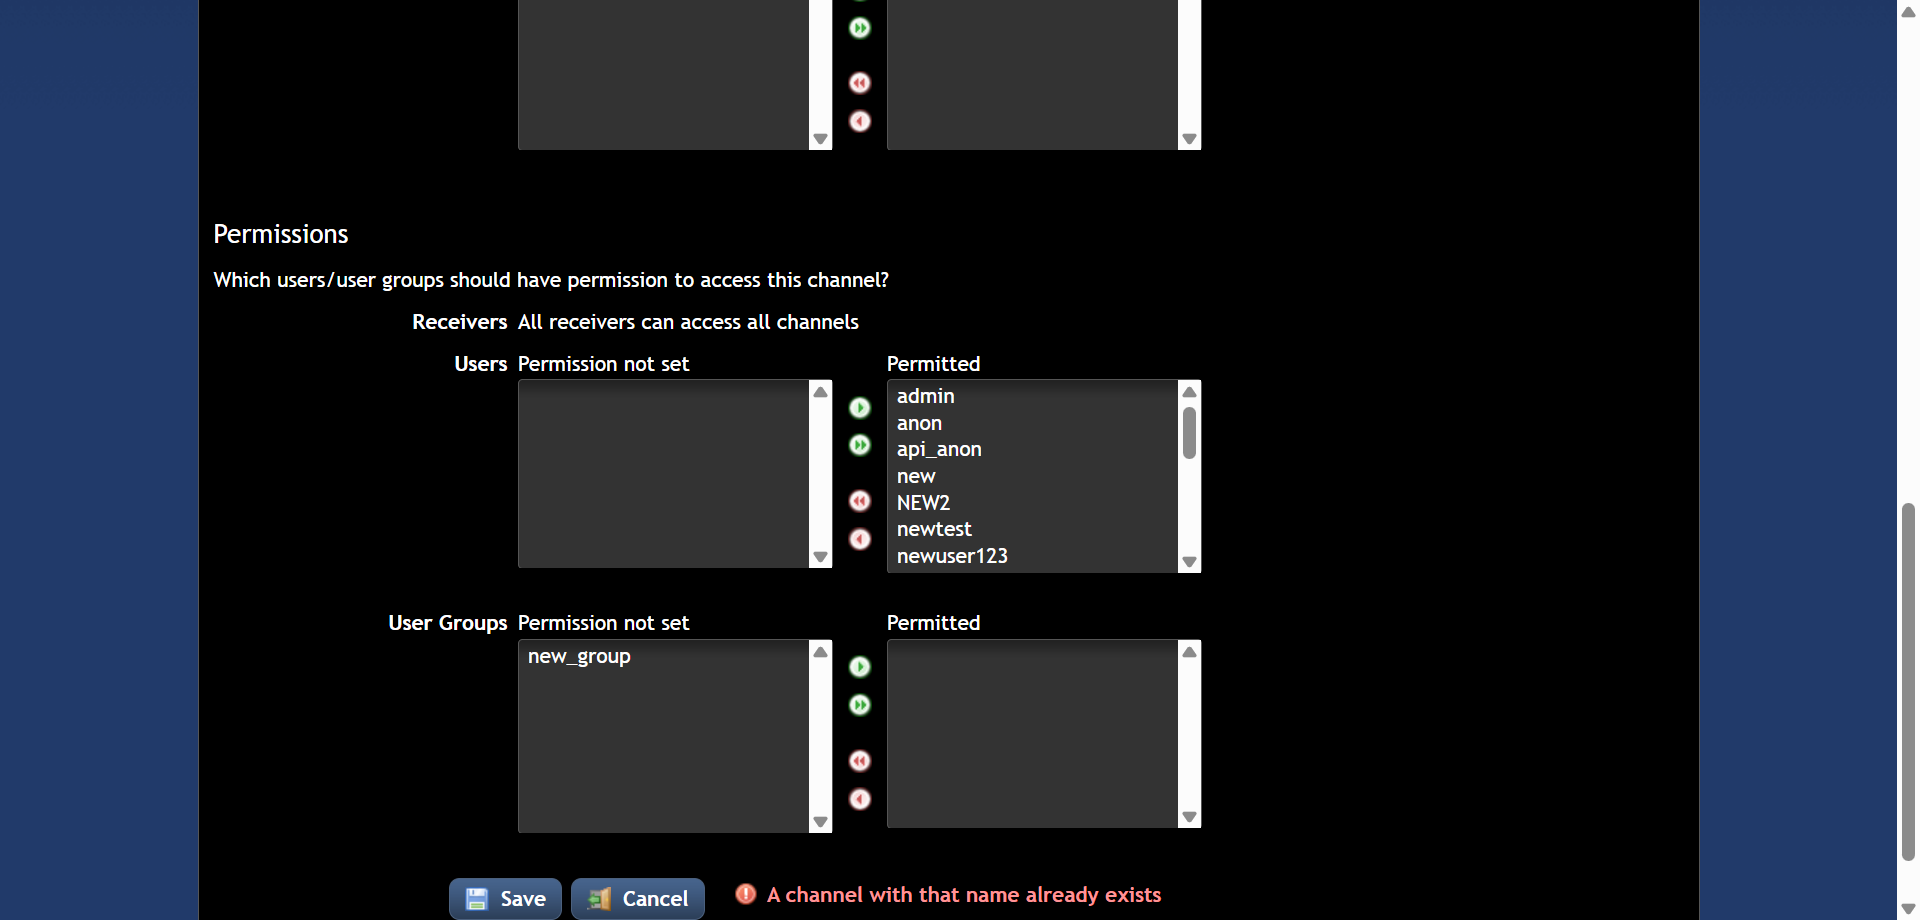 Permissions
Which users/user groups should have permission to access this channel?
Receivers All receivers can access all channels
Users Permission not set Permitted
admin
anon
api_anon
new
NEW2
newtest
newuser123
User Groups Permission not set Permitted
new_group
Save Cancel A channel with that name already exists